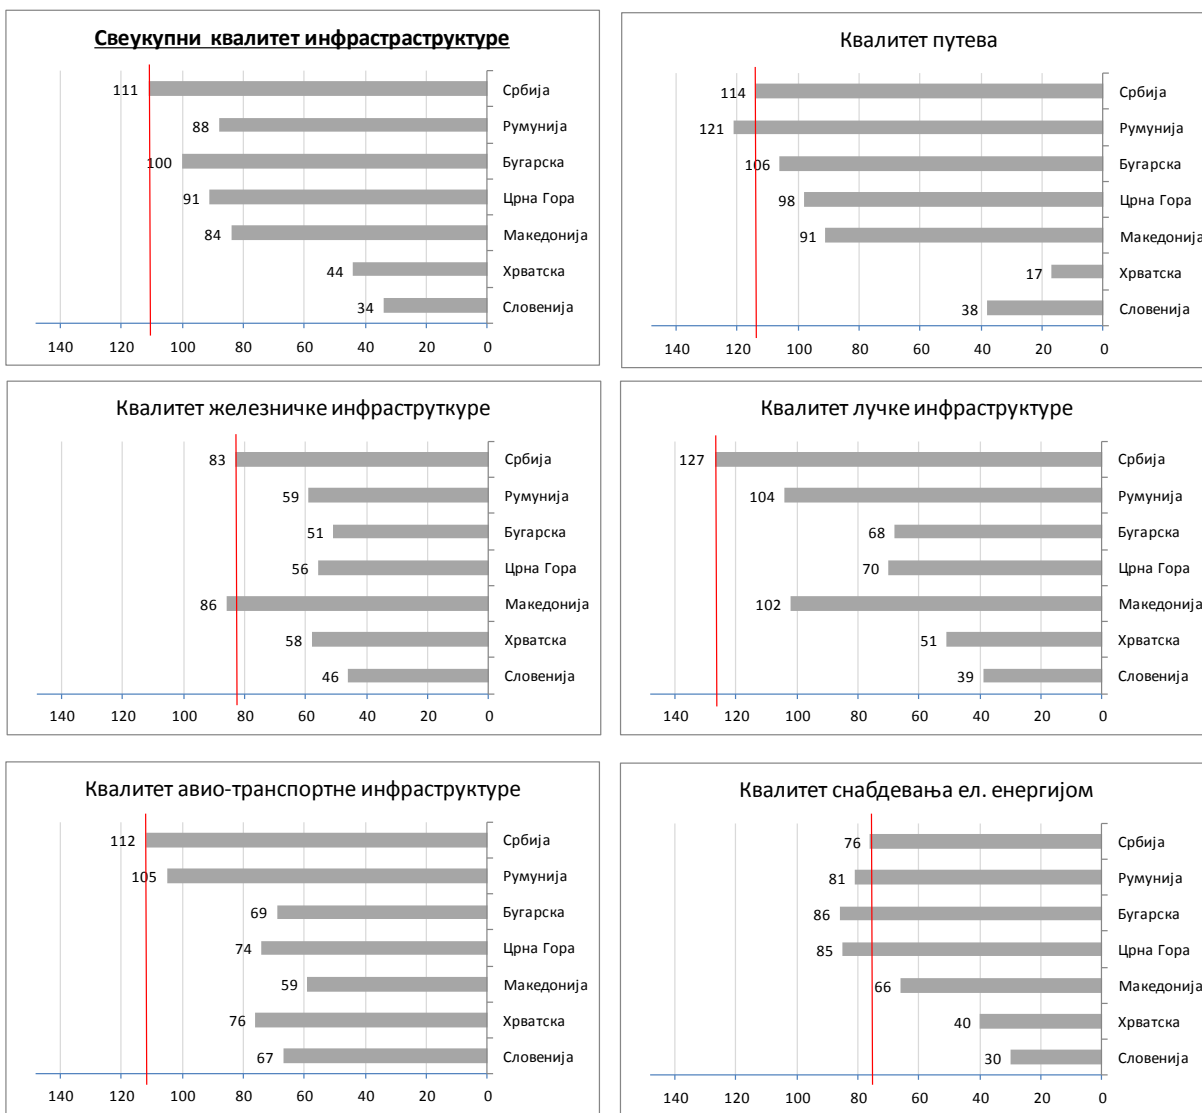 Свеукупни квалитет инфрастраструктуре
111 Србија
88 Румунија
100 Бугарска
91 Црна Гора
84 Македонија
44 Хрватска
34 Словенија
140 120 100 80 60 40 20 0
Квалитет путева
114 Србија
121 Румунија
106 Бугарска
98 Црна Гора
91 Македонија
17 Хрватска
38 Словенија
140 120 100 80 60 40 20 0
Квалитет железничке инфраструткуре
83 Србија
59 Румунија
51 Бугарска
56 Црна Гора
86 Македонија
58 Хрватска
46 Словенија
140 120 100 80 60 40 20 0
Квалитет лучке инфраструктуре
127 Србија
104 Румунија
68 Бугарска
70 Црна Гора
102 Македонија
51 Хрватска
39 Словенија
140 120 100 80 60 40 20 0
Квалитет авио-транспортне инфраструктуре
112 Србија
105 Румунија
69 Бугарска
74 Црна Гора
59 Македонија
76 Хрватска
67 Словенија
140 120 100 80 60 40 20 0
Квалитет снабдевања ел. енергијом
76 Србија
81 Румунија
86 Бугарска
85 Црна Гора
66 Македонија
40 Хрватска
30 Словенија
140 120 100 80 60 40 20 0